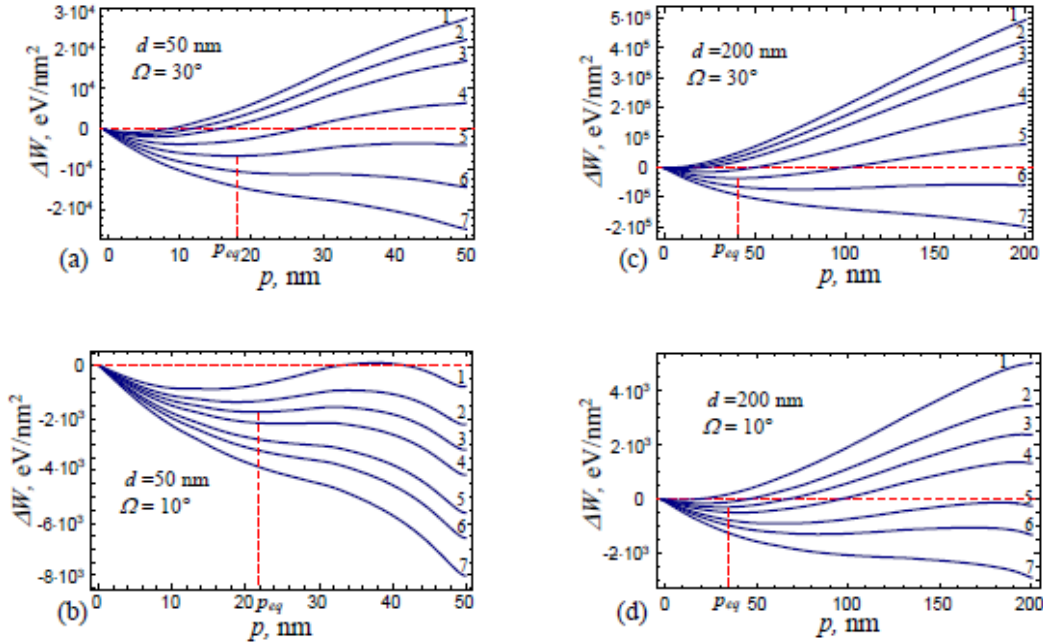 ΔW, eV/nm²
3·10⁴
2·10⁴
10⁴
0
-10⁴
-2·10⁴
d =50 nm
Ω = 30°
1
2
3
4
5
6
7
0 10 p_eq 20 30 40 50
(a)
p, nm
ΔW, eV/nm²
5·10⁵
4·10⁵
3·10⁵
2·10⁵
10⁵
0
-10⁵
-2·10⁵
d =200 nm
Ω = 30°
1
2
3
4
5
6
7
0 p_eq 50 100 150 200
(c)
p, nm
ΔW, eV/nm²
0
-2·10³
-4·10³
-6·10³
-8·10³
d =50 nm
Ω = 10°
1
2
3
4
5
6
7
0 10 20 p_eq 30 40 50
(b)
p, nm
ΔW, eV/nm²
4·10³
2·10³
0
-2·10³
d =200 nm
Ω = 10°
1
2
3
4
5
6
7
0 p_eq 50 100 150 200
(d)
p, nm